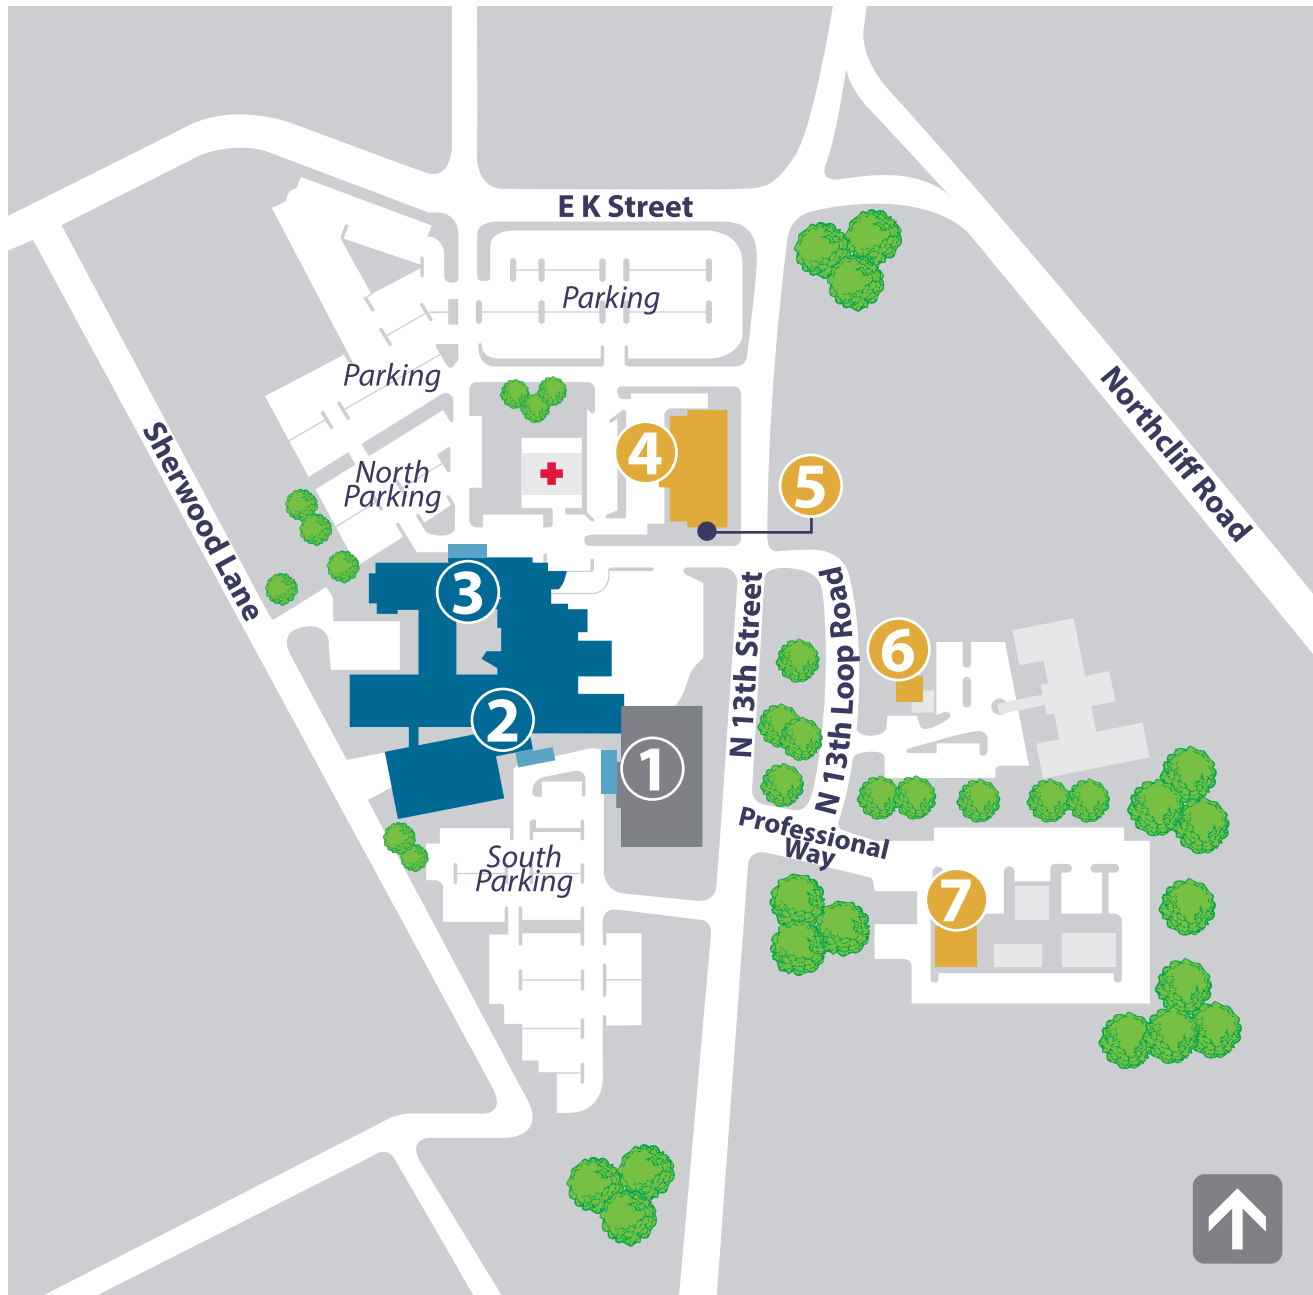 E K Street
Parking
Parking
North
Parking
Sherwood Lane
Northcliff Road
4
5
3
6
2
1
N 13th Street
N 13th Loop Road
Professional
Way
South
Parking
7